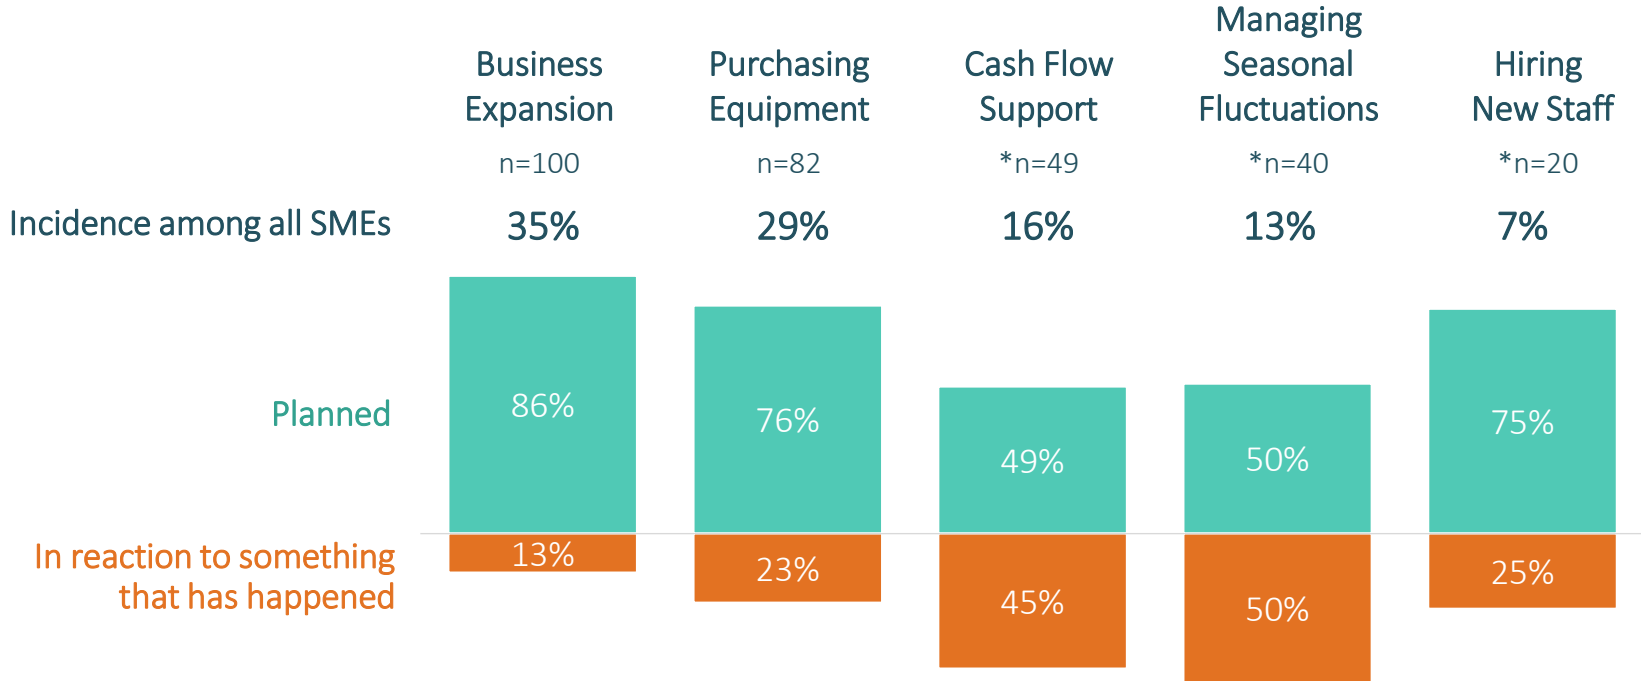 Business
Expansion
n=100
Purchasing
Equipment
n=82
Cash Flow
Support
*n=49
Managing
Seasonal
Fluctuations
*n=40
Hiring
New Staff
*n=20
Incidence among all SMEs
35%
29%
16%
13%
7%
Planned
86%
76%
49%
50%
75%
In reaction to something
that has happened
13%
23%
45%
50%
25%